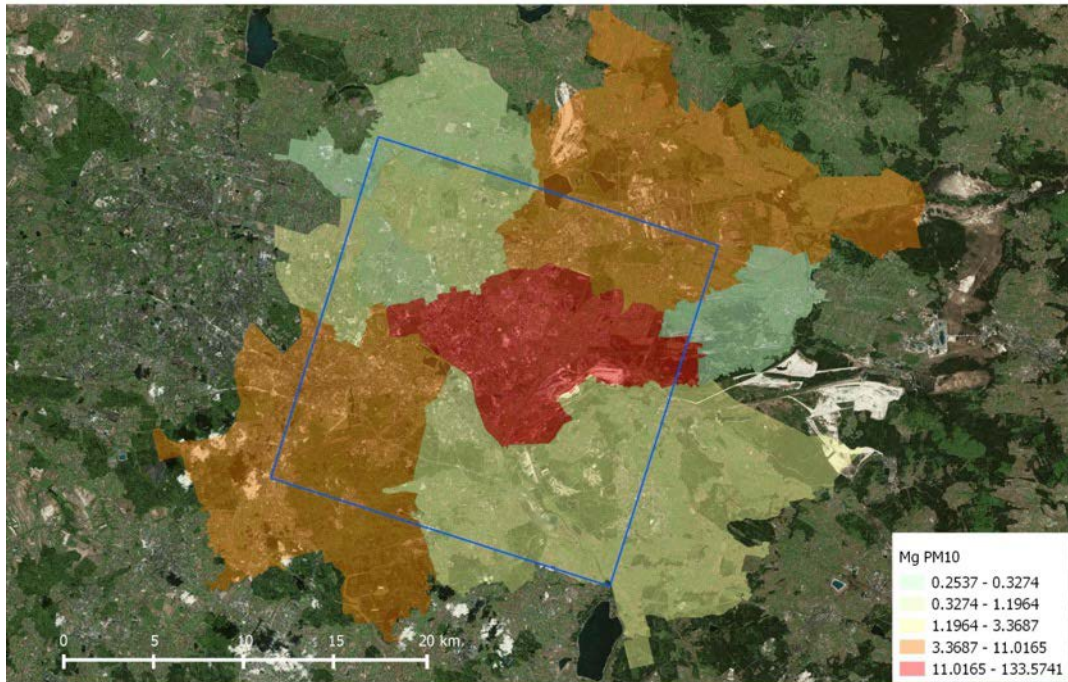 Mg PM10
0.2537 - 0.3274
0.3274 - 1.1964
1.1964 - 3.3687
3.3687 - 11.0165
11.0165 - 133.5741
0 5 10 15 20 km